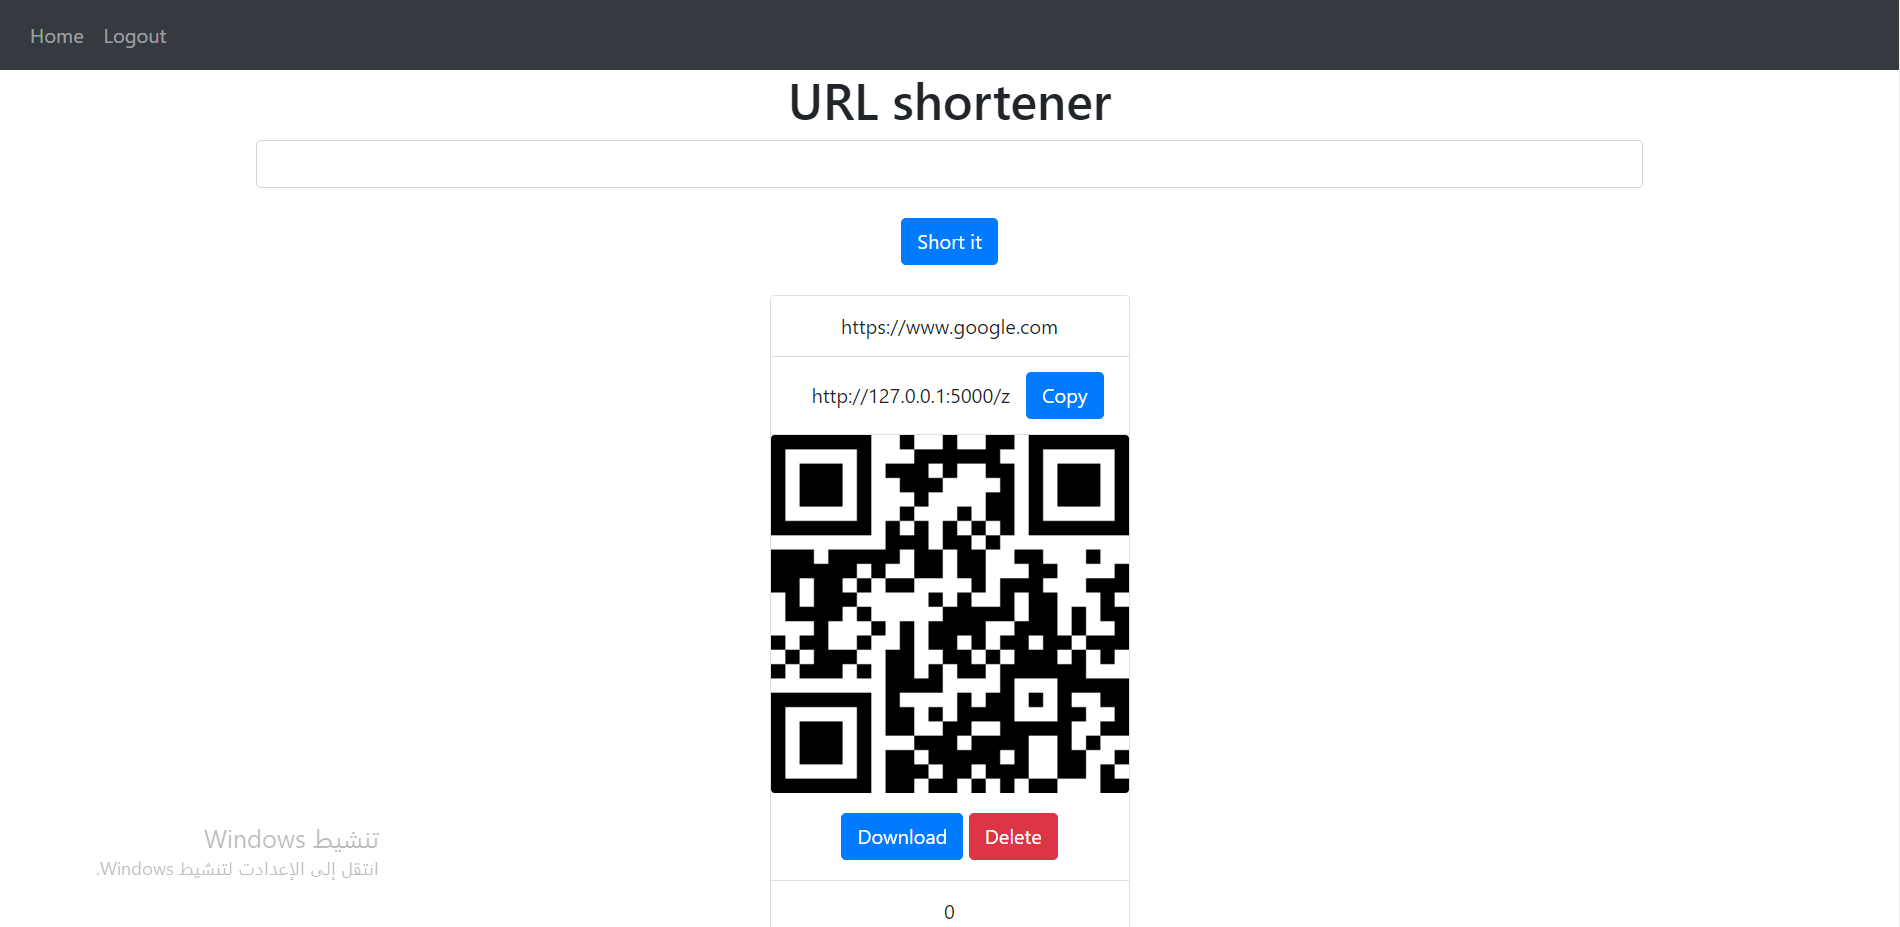 Home Logout
URL shortener
Short it
https://www.google.com
http://127.0.0.1:5000/z Copy
Download Delete
0
تنشيط Windows
انتقل إلى الإعدادت لتنشيط Windows.